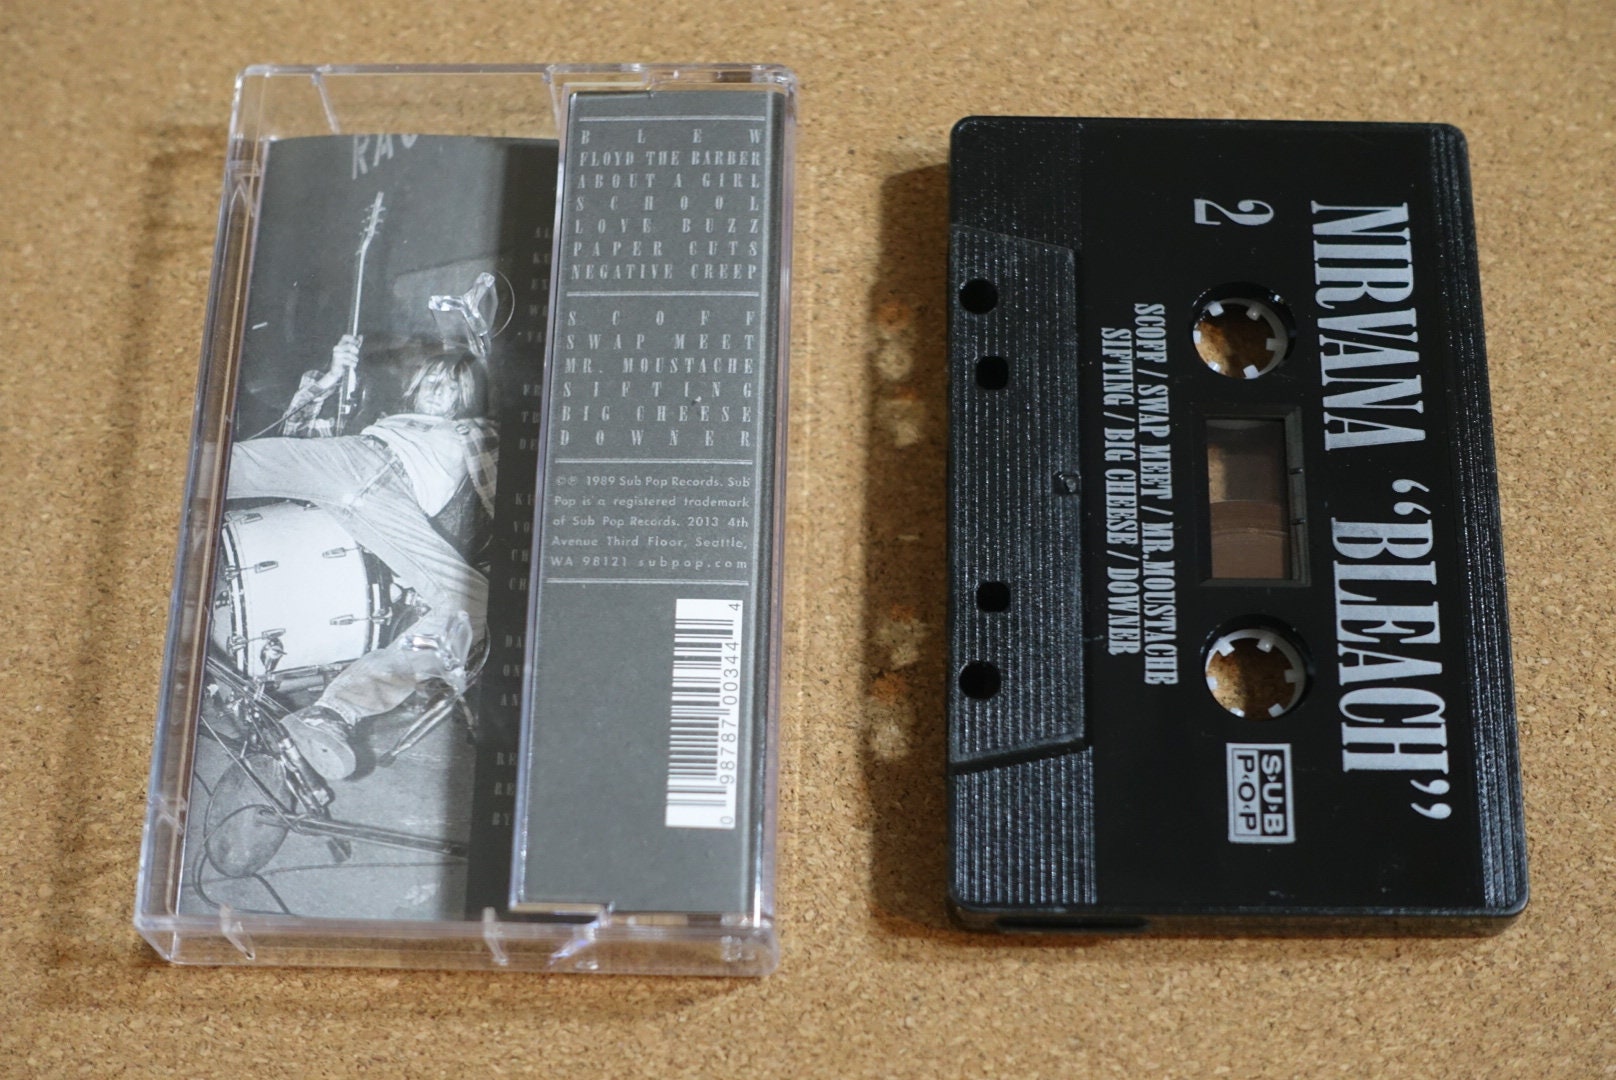 BLEW
FLOYD THE BARBER
ABOUT A GIRL
SCHOOL
LOVE BUZZ
PAPER CUTS
NEGATIVE CREEP
SCOFF
SWAP MEET
MR. MOUSTACHE
SIFTING
BIG CHEESE
DOWNER
©℗ 1989 Sub Pop Records. Sub
Pop is a registered trademark
of Sub Pop Records. 2013 4th
Avenue Third Floor, Seattle,
WA 98121 subpop.com
0 98787 00344 4
NIRVANA “BLEACH”
2
SCOFF / SWAP MEET / MR.MOUSTACHE
SIFTING / BIG CHEESE / DOWNER
SUB
POP